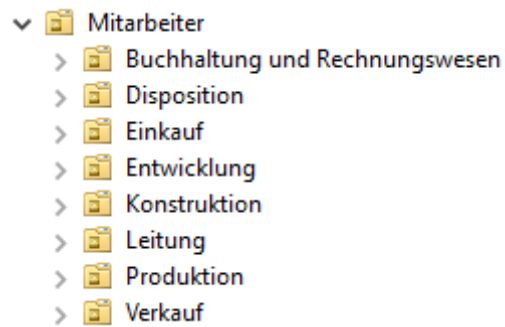 Mitarbeiter
Buchhaltung und Rechnungswesen
Disposition
Einkauf
Entwicklung
Konstruktion
Leitung
Produktion
Verkauf